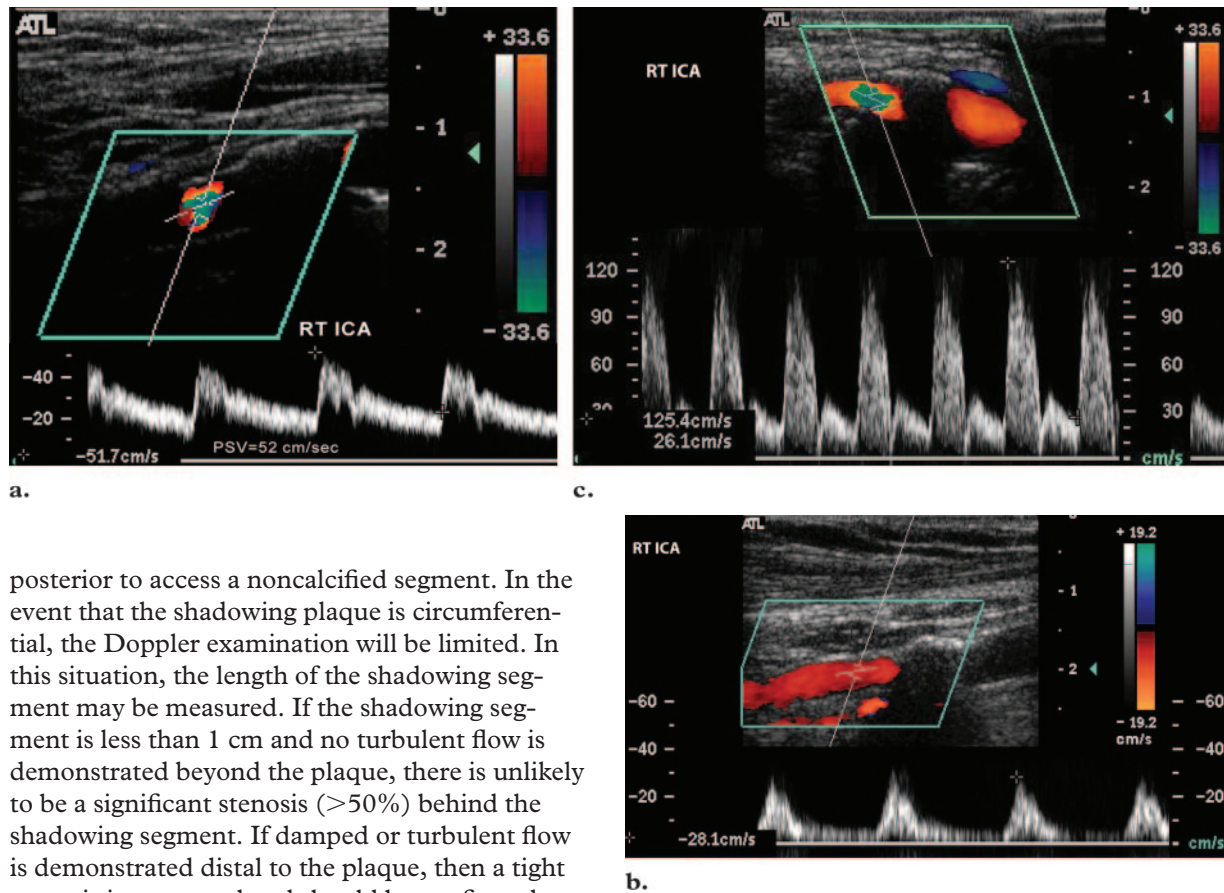 ATL
0
+ 33.6
1
2
- 33.6
RT ICA
-40
-20
PSV=52 cm/sec
-51.7cm/s
a.
ATL
RT ICA
+ 33.6
1
2
- 33.6
120
90
60
30
120
90
60
30
125.4cm/s
26.1cm/s
cm/s
c.
posterior to access a noncalcified segment. In the
event that the shadowing plaque is circumferen-
tial, the Doppler examination will be limited. In
this situation, the length of the shadowing seg-
ment may be measured. If the shadowing seg-
ment is less than 1 cm and no turbulent flow is
demonstrated beyond the plaque, there is unlikely
to be a significant stenosis (>50%) behind the
shadowing segment. If damped or turbulent flow
is demonstrated distal to the plaque, then a tight
ATL
RT ICA
+ 19.2
1
2
- 19.2
cm/s
-60
-40
-20
-60
-40
-20
-28.1cm/s
cm/s
b.